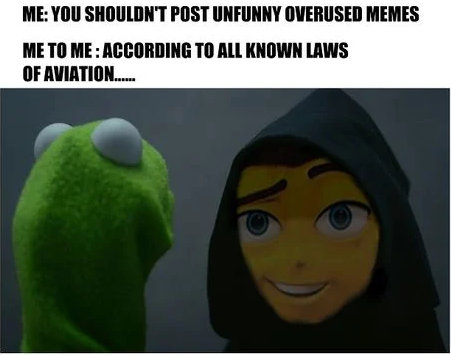 ME: YOU SHOULDN'T POST UNFUNNY OVERUSED MEMES
ME TO ME : ACCORDING TO ALL KNOWN LAWS
OF AVIATION......